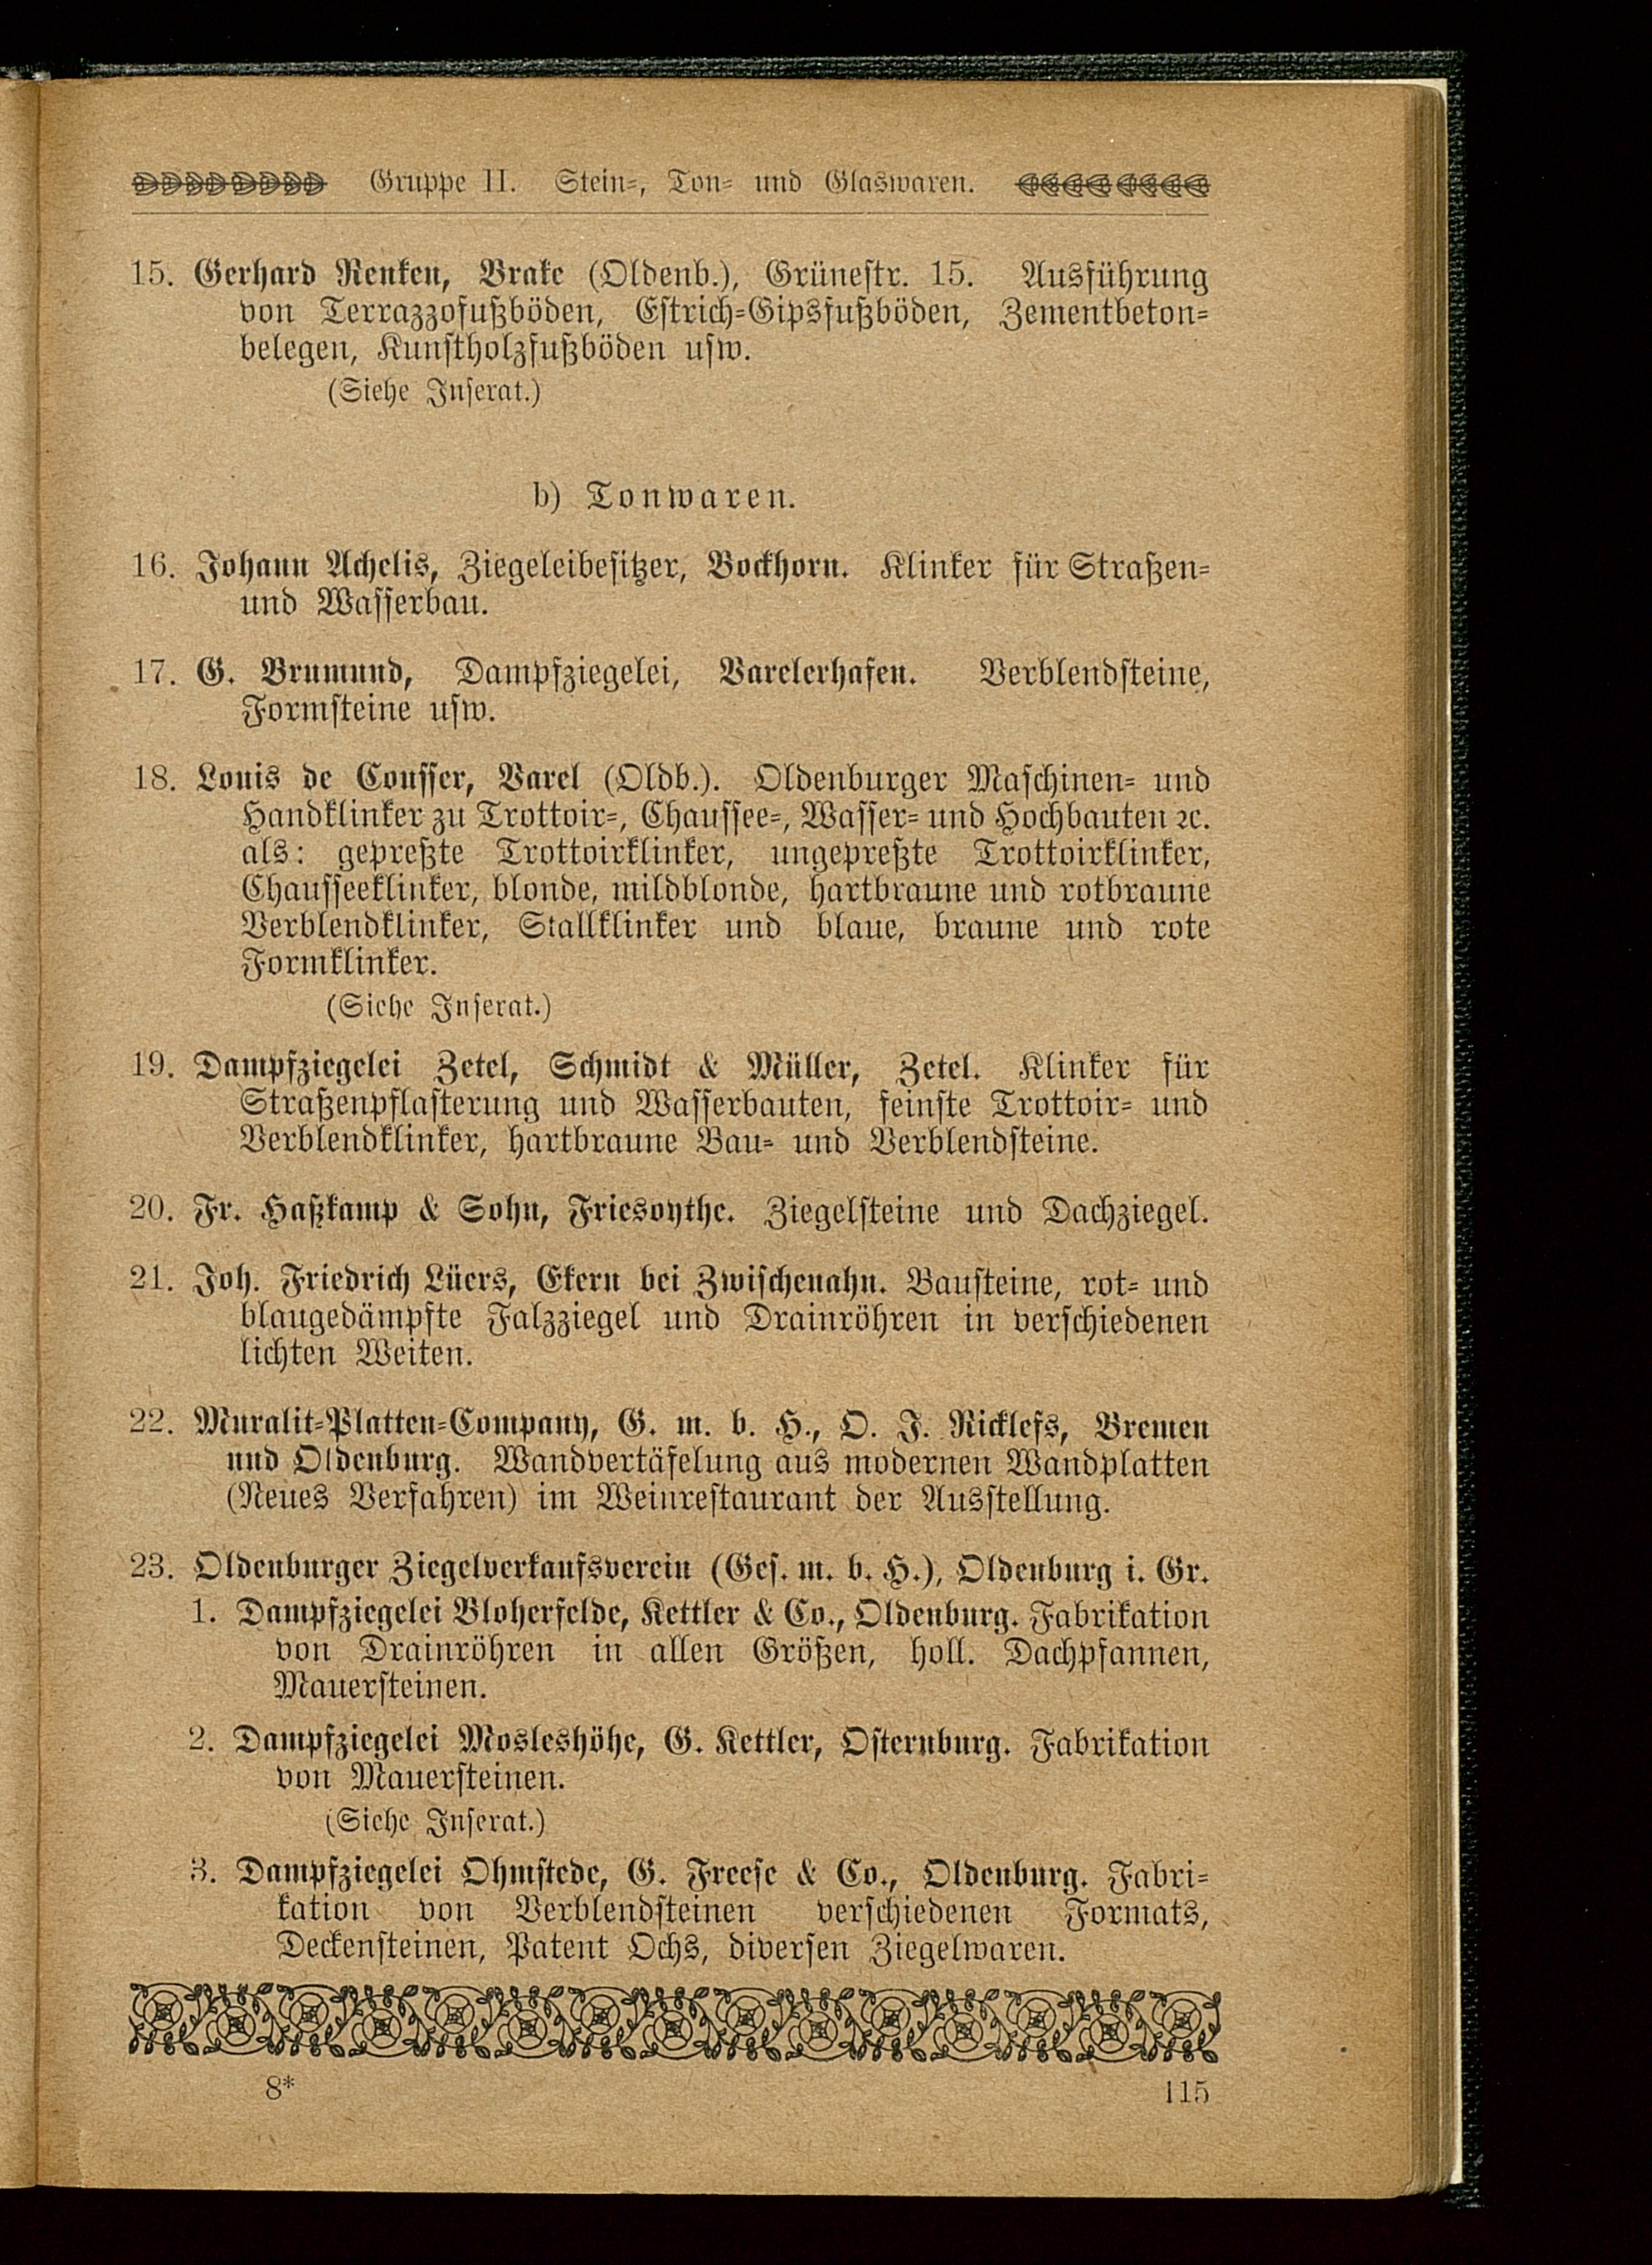 Gruppe II. Stein-, Ton- und Glaswaren.
15. Gerhard Renken, Brake (Oldenb.), Grünestr. 15. Ausführung
von Terrazzofußböden, Estrich-Gipsfußböden, Zementbeton-
belegen, Kunstholzfußböden usw.
(Siehe Inserat.)
b) Tonwaren.
16. Johann Achelis, Ziegeleibesitzer, Bockhorn. Klinker für Straßen-
und Wasserbau.
17. G. Brumund, Dampfziegelei, Varelerhafen. Verblendsteine,
Formsteine usw.
18. Louis de Cousser, Varel (Oldb.). Oldenburger Maschinen- und
Handklinker zu Trottoir-, Chaussee-, Wasser- und Hochbauten ꝛc.
als: gepreßte Trottoirklinker, ungepreßte Trottoirklinker,
Chausseeklinker, blonde, mildblonde, hartbraune und rotbraune
Verblendklinker, Stallklinker und blaue, braune und rote
Formklinker.
(Siehe Inserat.)
19. Dampfziegelei Zetel, Schmidt & Müller, Zetel. Klinker für
Straßenpflasterung und Wasserbauten, feinste Trottoir- und
Verblendklinker, hartbraune Bau- und Verblendsteine.
20. Fr. Haßkamp & Sohn, Friesoythe. Ziegelsteine und Dachziegel.
21. Joh. Friedrich Lüers, Ekern bei Zwischenahn. Bausteine, rot- und
blaugedämpfte Falzziegel und Drainröhren in verschiedenen
lichten Weiten.
22. Muralit-Platten-Company, G. m. b. H., O. J. Ricklefs, Bremen
und Oldenburg. Wandvertäfelung aus modernen Wandplatten
(Neues Verfahren) im Weinrestaurant der Ausstellung.
23. Oldenburger Ziegelverkaufsverein (Ges. m. b. H.), Oldenburg i. Gr.
1. Dampfziegelei Bloherfelde, Kettler & Co., Oldenburg. Fabrikation
von Drainröhren in allen Größen, holl. Dachpfannen,
Mauersteinen.
2. Dampfziegelei Mosleshöhe, G. Kettler, Osternburg. Fabrikation
von Mauersteinen.
(Siehe Inserat.)
3. Dampfziegelei Ohmstede, G. Freese & Co., Oldenburg. Fabri-
kation von Verblendsteinen verschiedenen Formats,
Deckensteinen, Patent Ochs, diversen Ziegelwaren.
8*
115